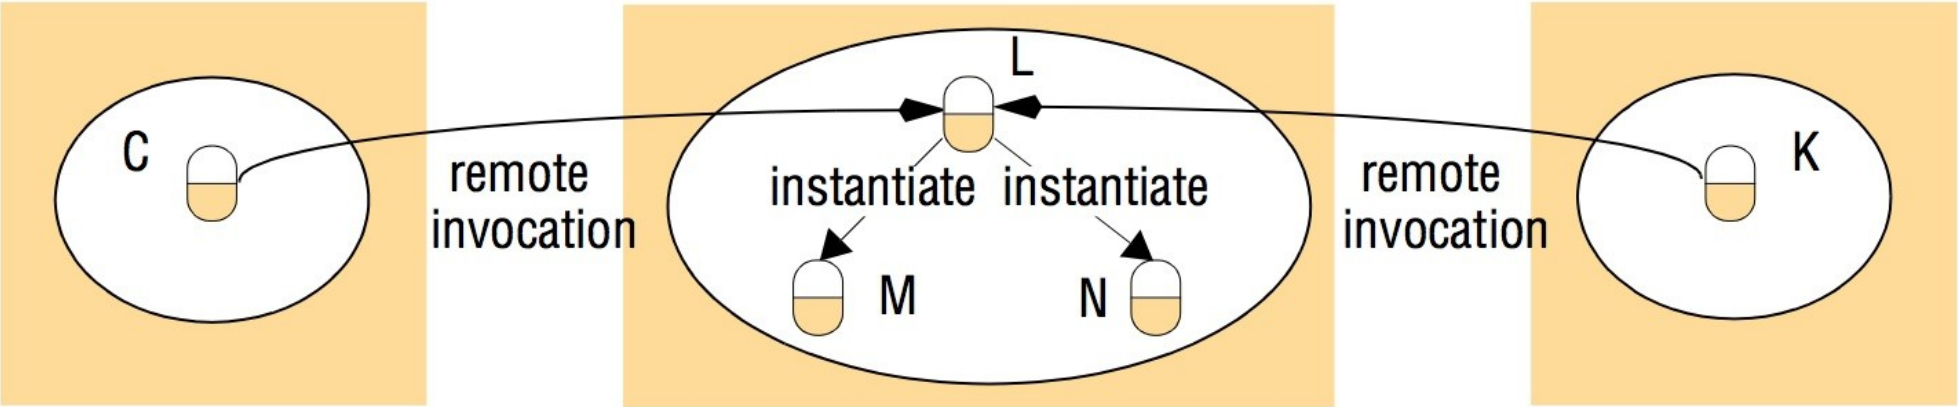 L
C
K
remote
invocation
instantiate
instantiate
remote
invocation
M
N